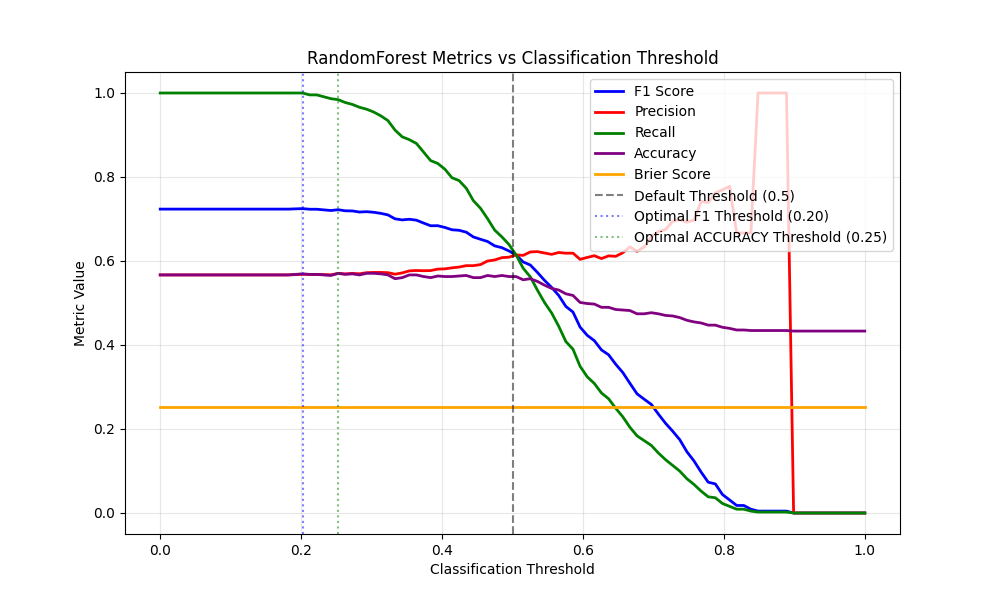 RandomForest Metrics vs Classification Threshold
1.0
0.8
0.6
0.4
0.2
0.0
Metric Value
F1 Score
Precision
Recall
Accuracy
Brier Score
Default Threshold (0.5)
Optimal F1 Threshold (0.20)
Optimal ACCURACY Threshold (0.25)
0.0 0.2 0.4 0.6 0.8 1.0
Classification Threshold